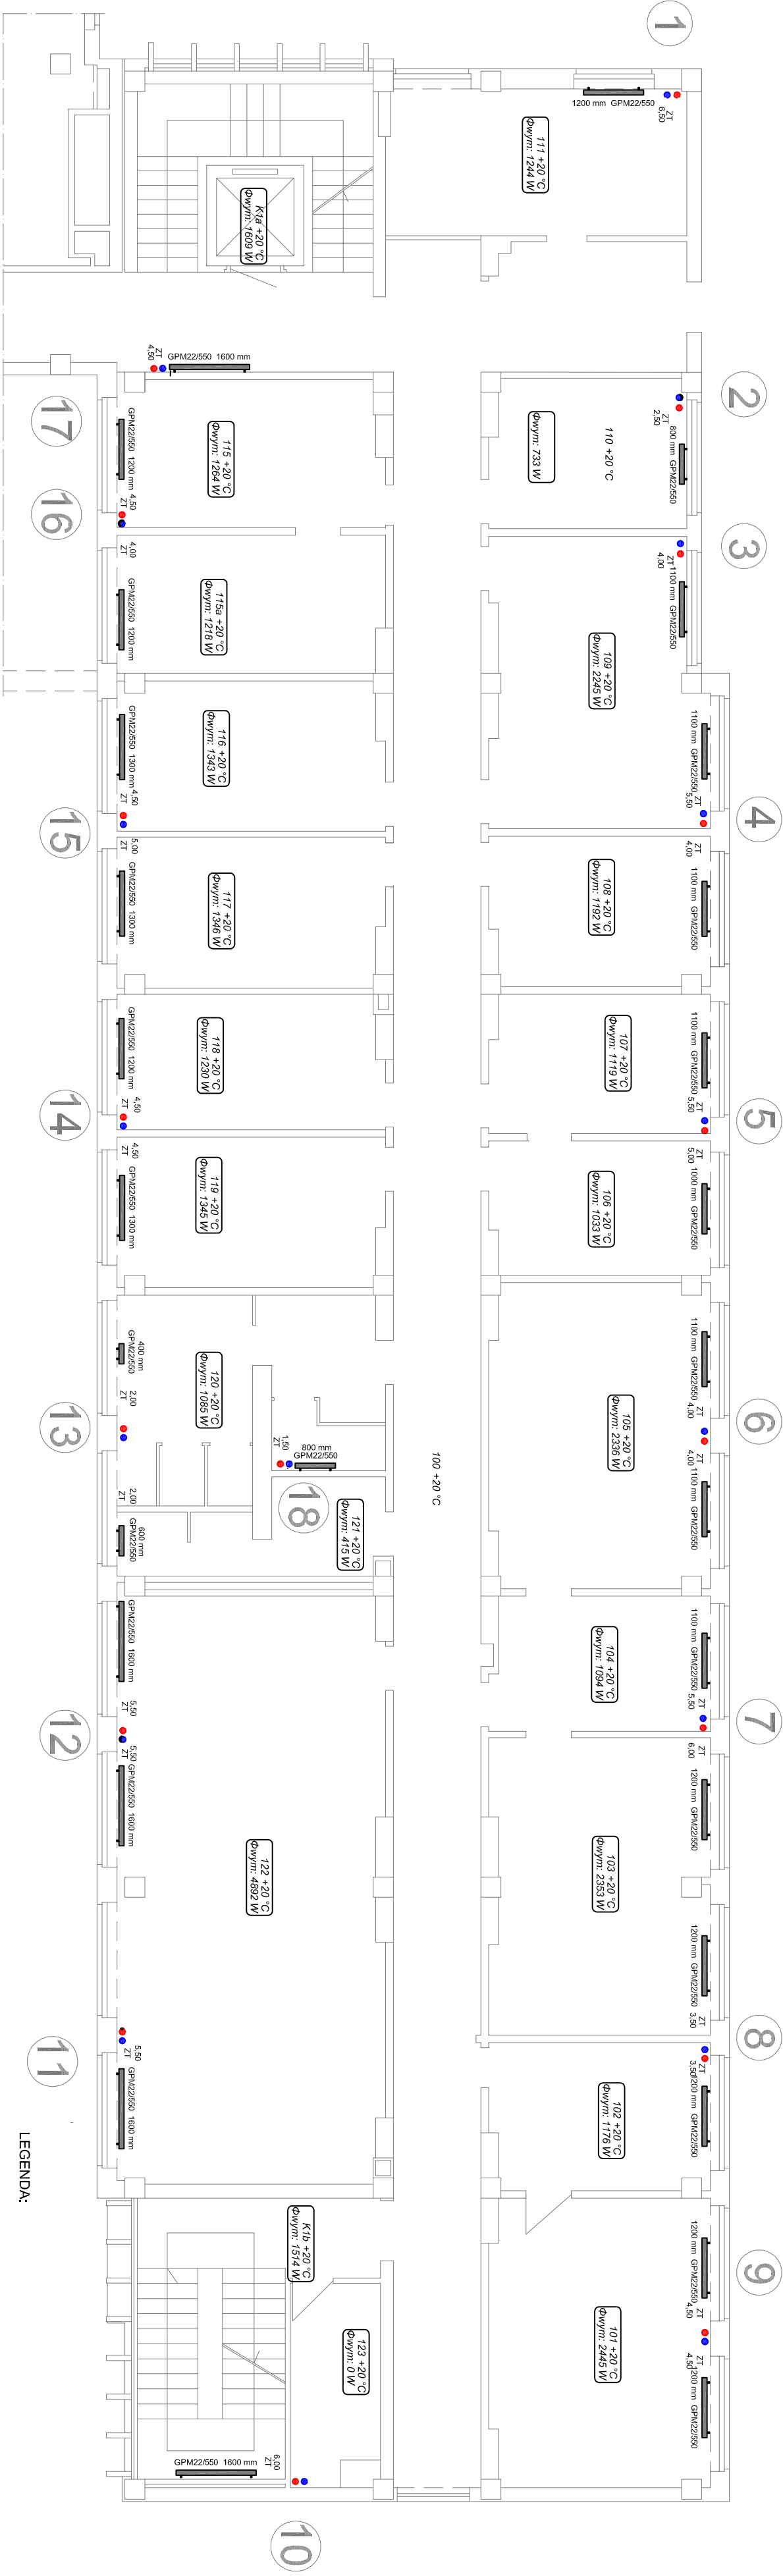 1
1200 mm GPM22/550
ZT
6,50
111 +20 °C
Φwym: 1244 W
K1a +20 °C
Φwym: 1609 W
ZT
4,50
GPM22/550 1600 mm
2
ZT
2,50
800 mm GPM22/550
110 +20 °C
Φwym: 733 W
115 +20 °C
Φwym: 1264 W
GPM22/550 1200 mm
4,50
ZT
17
16
3
ZT
4,00
1100 mm GPM22/550
109 +20 °C
Φwym: 2245 W
1100 mm GPM22/550
ZT
5,50
4
4,00
ZT
GPM22/550 1200 mm
115a +20 °C
Φwym: 1218 W
116 +20 °C
Φwym: 1343 W
GPM22/550 1300 mm
4,50
ZT
15
ZT
4,00
1100 mm GPM22/550
108 +20 °C
Φwym: 1192 W
117 +20 °C
Φwym: 1346 W
5,00
ZT
GPM22/550 1300 mm
1100 mm GPM22/550
ZT
5,50
107 +20 °C
Φwym: 1119 W
5
118 +20 °C
Φwym: 1230 W
GPM22/550 1200 mm
4,50
ZT
14
ZT
5,00
1000 mm GPM22/550
106 +20 °C
Φwym: 1033 W
119 +20 °C
Φwym: 1345 W
4,50
ZT
GPM22/550 1300 mm
1100 mm GPM22/550
ZT
4,00
6
ZT
4,00
1100 mm GPM22/550
105 +20 °C
Φwym: 2336 W
100 +20 °C
120 +20 °C
Φwym: 1085 W
400 mm
GPM22/550
2,00
ZT
13
2,00
ZT
600 mm
GPM22/550
1,50
ZT
800 mm
GPM22/550
18
121 +20 °C
Φwym: 415 W
1100 mm GPM22/550
ZT
5,50
104 +20 °C
Φwym: 1094 W
7
GPM22/550 1600 mm
5,50
ZT
12
5,50
ZT
GPM22/550 1600 mm
122 +20 °C
Φwym: 4892 W
ZT
6,00
1200 mm GPM22/550
103 +20 °C
Φwym: 2353 W
1200 mm GPM22/550
ZT
3,50
8
ZT
3,50
1200 mm GPM22/550
102 +20 °C
Φwym: 1176 W
5,50
ZT
GPM22/550 1600 mm
11
LEGENDA:
K1b +20 °C
Φwym: 1514 W
1200 mm GPM22/550
ZT
4,50
9
ZT
4,50
1200 mm GPM22/550
101 +20 °C
Φwym: 2445 W
123 +20 °C
Φwym: 0 W
GPM22/550 1600 mm
6,00
ZT
10